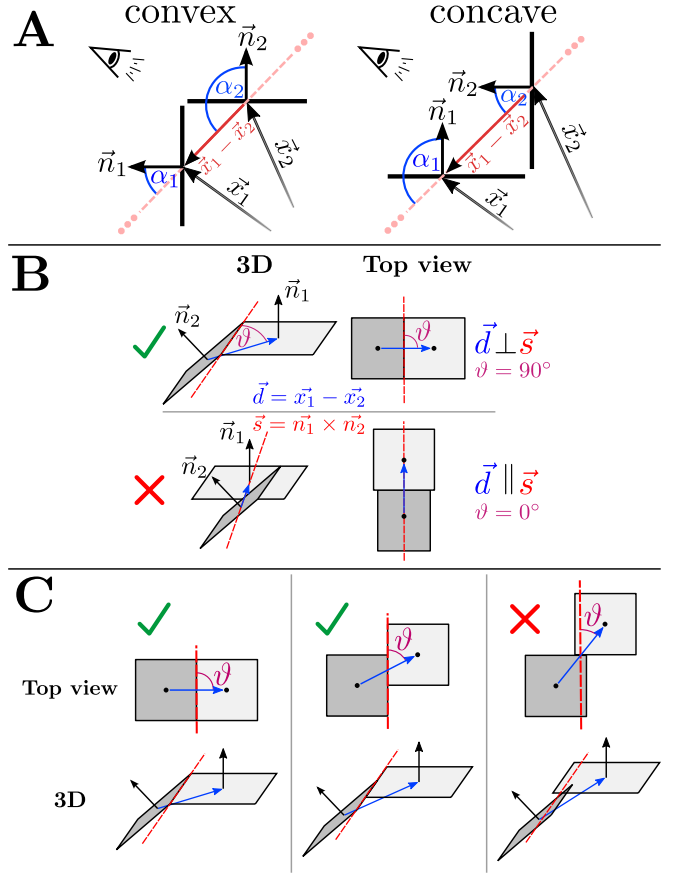 A
convex
concave
n⃗₂
α₂
n⃗₁
α₁
x⃗₁ − x⃗₂
x⃗₂
x⃗₁
n⃗₂
α₂
n⃗₁
α₁
x⃗₁ − x⃗₂
x⃗₂
x⃗₁
B
3D
Top view
n⃗₁
n⃗₂
ϑ
ϑ
d⃗ ⊥ s⃗
ϑ = 90°
d⃗ = x⃗₁ − x⃗₂
s⃗ = n⃗₁ × n⃗₂
n⃗₁
n⃗₂
d⃗ ∥ s⃗
ϑ = 0°
C
Top view
ϑ
ϑ
ϑ
3D